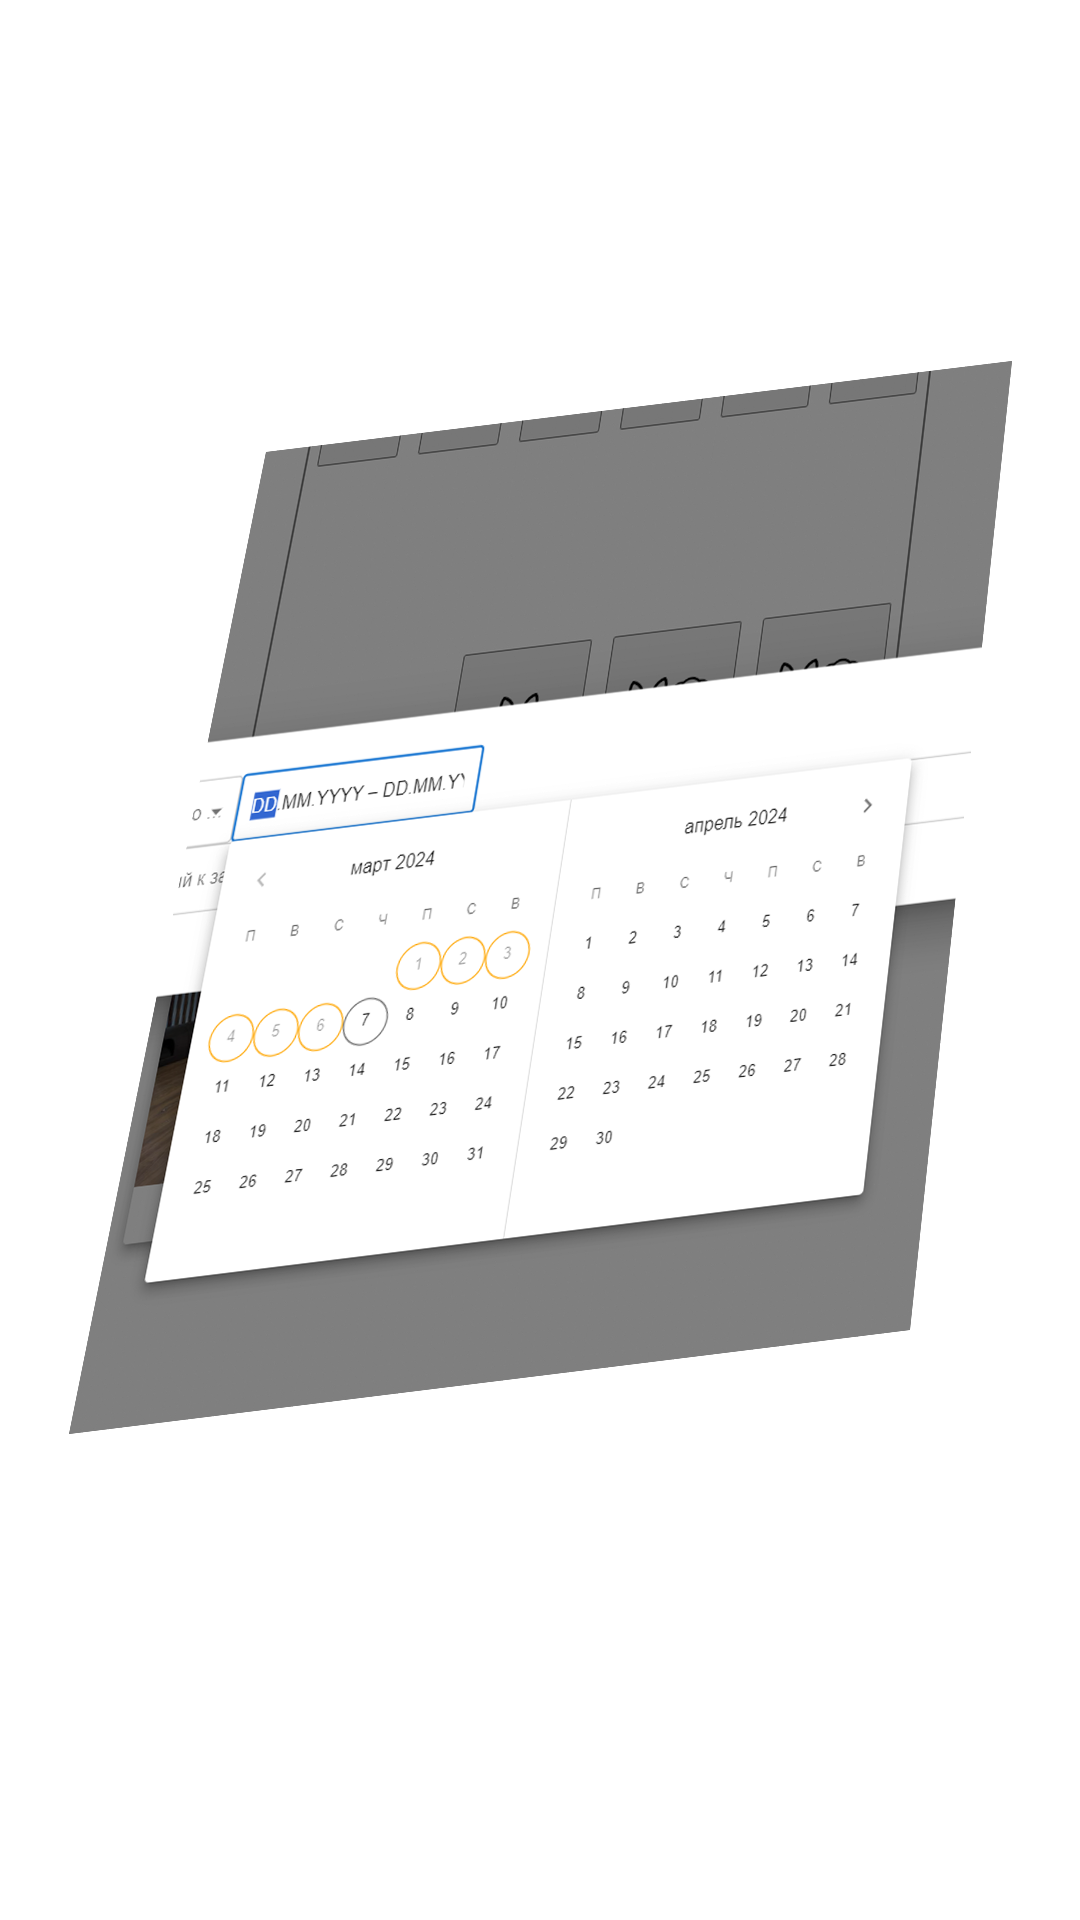 DD.MM.YYYY – DD.MM.Y
о ...
март 2024
апрель 2024
ый к за
П В С Ч П С В
П В С Ч П С В
1 2 3
4 5 6 7 8 9 10
11 12 13 14 15 16 17
18 19 20 21 22 23 24
25 26 27 28 29 30 31
1 2 3 4 5 6 7
8 9 10 11 12 13 14
15 16 17 18 19 20 21
22 23 24 25 26 27 28
29 30